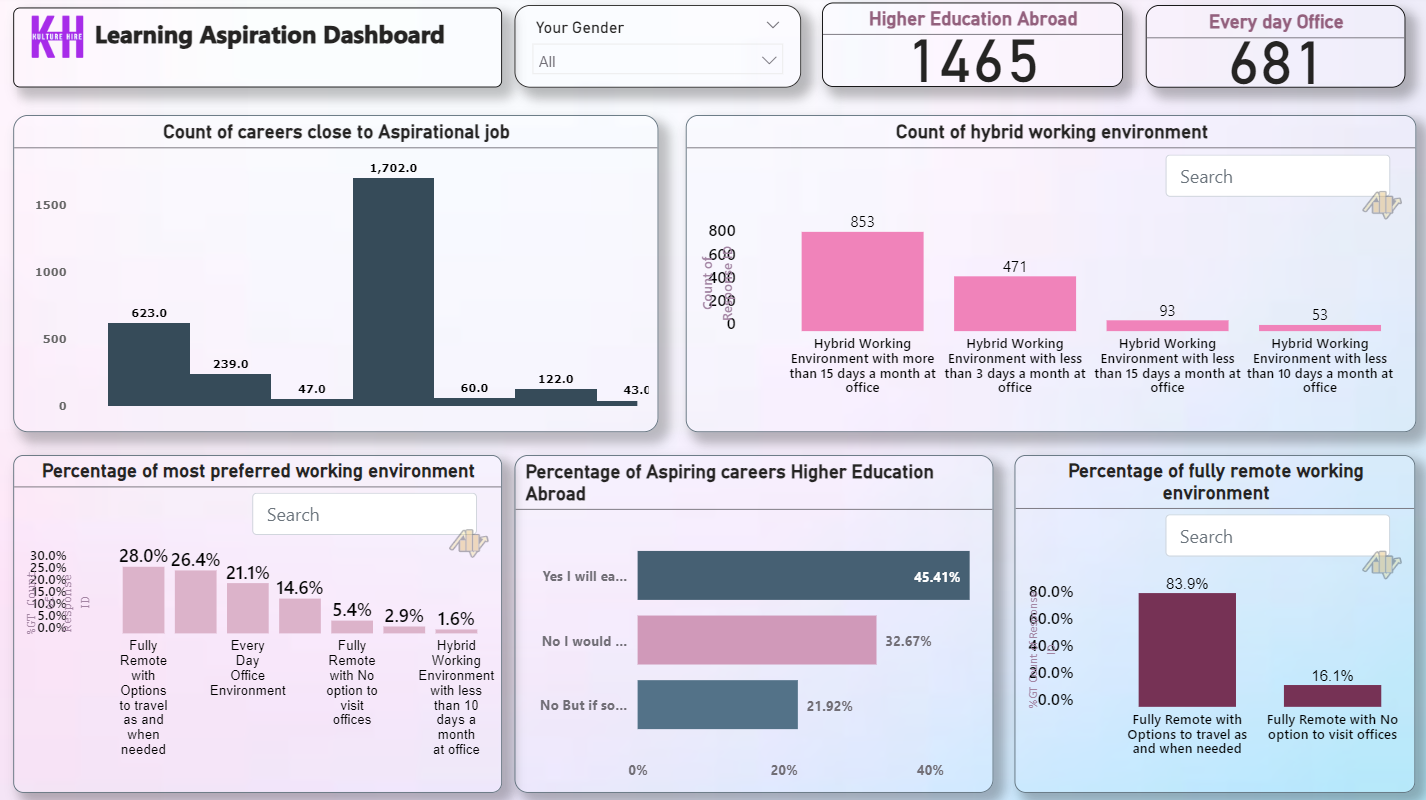 KH
KULTURE HIRE
Learning Aspiration Dashboard
Your Gender
All
Higher Education Abroad
1465
Every day Office
681
Count of careers close to Aspirational job
1500
1000
500
0
623.0
239.0
47.0
1,702.0
60.0
122.0
43.0
Count of hybrid working environment
Search
Count of
Response ID
800
600
400
200
0
853
471
93
53
Hybrid Working
Environment with more
than 15 days a month at
office
Hybrid Working
Environment with less
than 3 days a month at
office
Hybrid Working
Environment with less
than 15 days a month at
office
Hybrid Working
Environment with less
than 10 days a month at
office
Percentage of most preferred working environment
Search
%GT Count
Response
ID
30.0%
25.0%
20.0%
15.0%
10.0%
5.0%
0.0%
28.0%
26.4%
21.1%
14.6%
5.4%
2.9%
1.6%
Fully
Remote
with
Options
to travel
as and
when
needed
Every
Day
Office
Environment
Fully
Remote
with No
option to
visit
offices
Hybrid
Working
Environment
with less
than 10
days a
month
at office
Percentage of Aspiring careers Higher Education
Abroad
Yes I will ea...
45.41%
No I would ...
32.67%
No But if so...
21.92%
0%
20%
40%
Percentage of fully remote working
environment
Search
%GT Count of Response
ID
80.0%
60.0%
40.0%
20.0%
0.0%
83.9%
16.1%
Fully Remote with
Options to travel as
and when needed
Fully Remote with No
option to visit offices